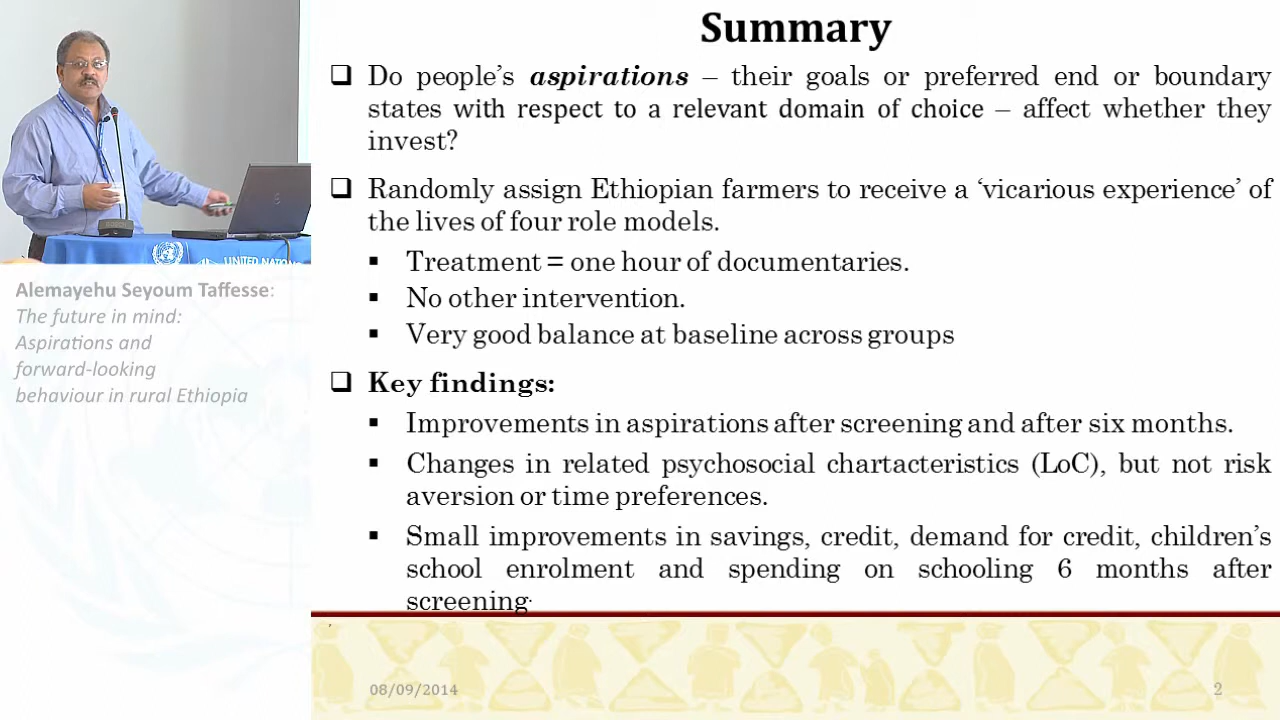 Summary
❑ Do people's aspirations – their goals or preferred end or boundary
states with respect to a relevant domain of choice – affect whether they
invest?
❑ Randomly assign Ethiopian farmers to receive a 'vicarious experience' of
the lives of four role models.
▪ Treatment = one hour of documentaries.
▪ No other intervention.
▪ Very good balance at baseline across groups
❑ Key findings:
▪ Improvements in aspirations after screening and after six months.
▪ Changes in related psychosocial chartacteristics (LoC), but not risk
aversion or time preferences.
▪ Small improvements in savings, credit, demand for credit, children's
school enrolment and spending on schooling 6 months after
screening.
08/09/2014
2
UNITED NATIONS
Alemayehu Seyoum Taffesse:
The future in mind:
Aspirations and
forward-looking
behaviour in rural Ethiopia